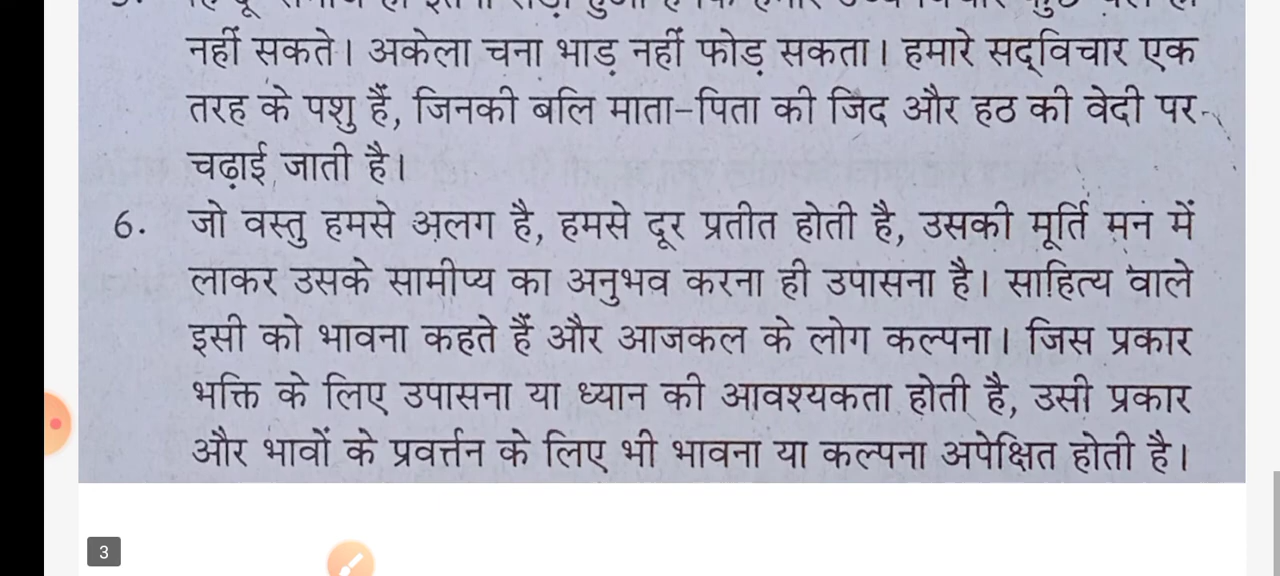 नहीं सकते। अकेला चना भाड़ नहीं फोड़ सकता। हमारे सद्‌विचार एक
तरह के पशु हैं, जिनकी बलि माता-पिता की जिद और हठ की वेदी पर
चढ़ाई जाती है।
6. जो वस्तु हमसे अलग है, हमसे दूर प्रतीत होती है, उसकी मूर्ति मन में
लाकर उसके सामीप्य का अनुभव करना ही उपासना है। साहित्य वाले
इसी को भावना कहते हैं और आजकल के लोग कल्पना। जिस प्रकार
भक्ति के लिए उपासना या ध्यान की आवश्यकता होती है, उसी प्रकार
और भावों के प्रवर्त्तन के लिए भी भावना या कल्पना अपेक्षित होती है।
3